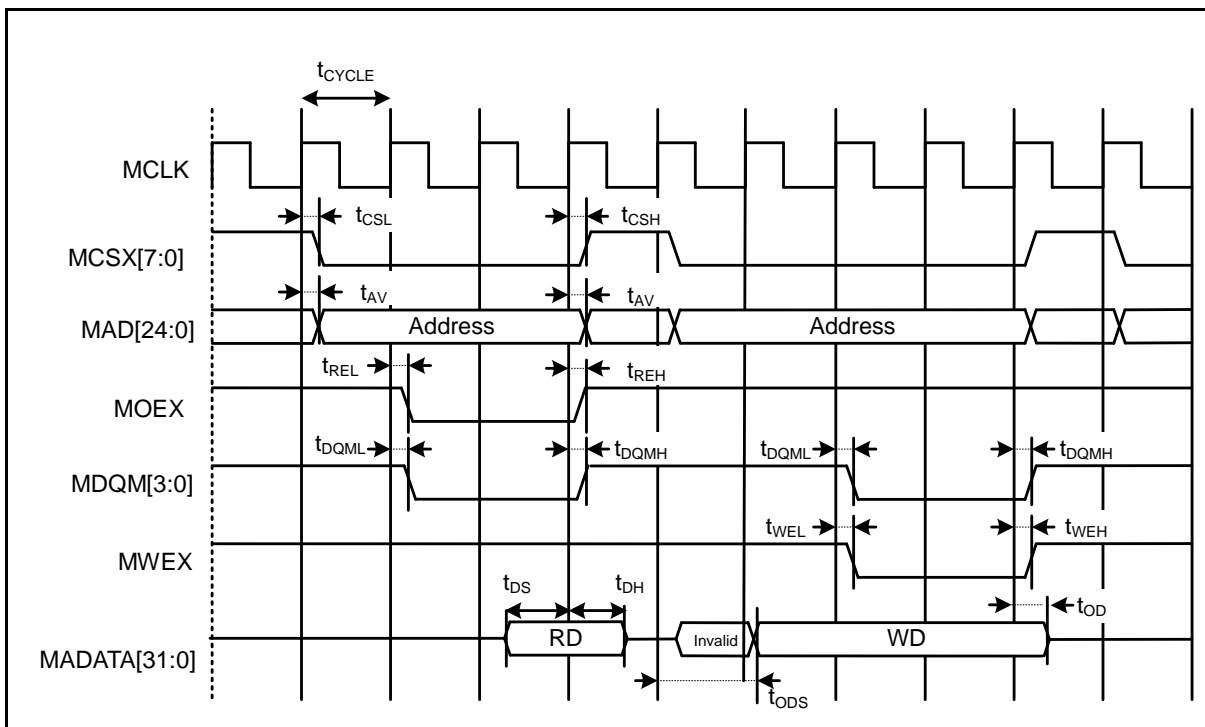 tCYCLE
MCLK
tCSL
tCSH
MCSX[7:0]
tAV
tAV
MAD[24:0]
Address
Address
tREL
tREH
MOEX
tDQML
tDQMH
tDQML
tDQMH
MDQM[3:0]
tWEL
tWEH
MWEX
tDS
tDH
tOD
RD
Invalid
WD
MADATA[31:0]
tODS